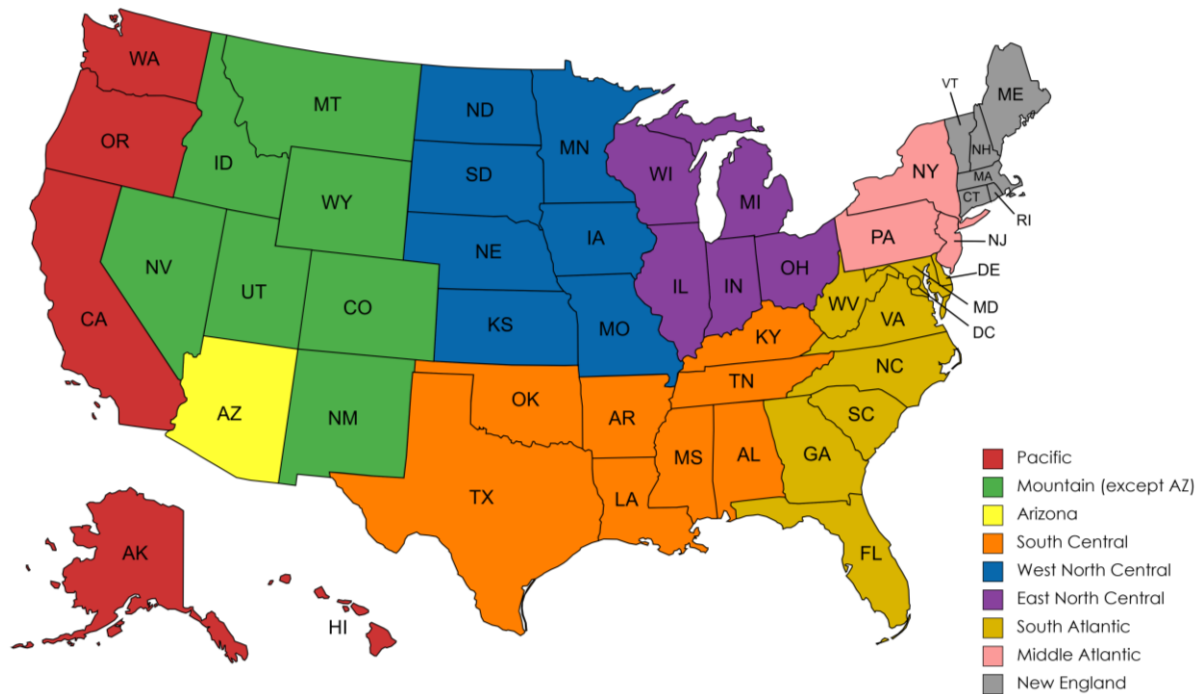 WA
MT
ND
VT
ME
OR
ID
MN
NH
SD
WI
NY
MA
WY
MI
CT
RI
IA
PA
NJ
NE
NV
OH
DE
UT
IL
IN
CO
WV
MD
CA
KS
MO
VA
DC
KY
NC
TN
OK
AZ
NM
AR
SC
MS
AL
GA
TX
LA
FL
AK
HI
Pacific
Mountain (except AZ)
Arizona
South Central
West North Central
East North Central
South Atlantic
Middle Atlantic
New England